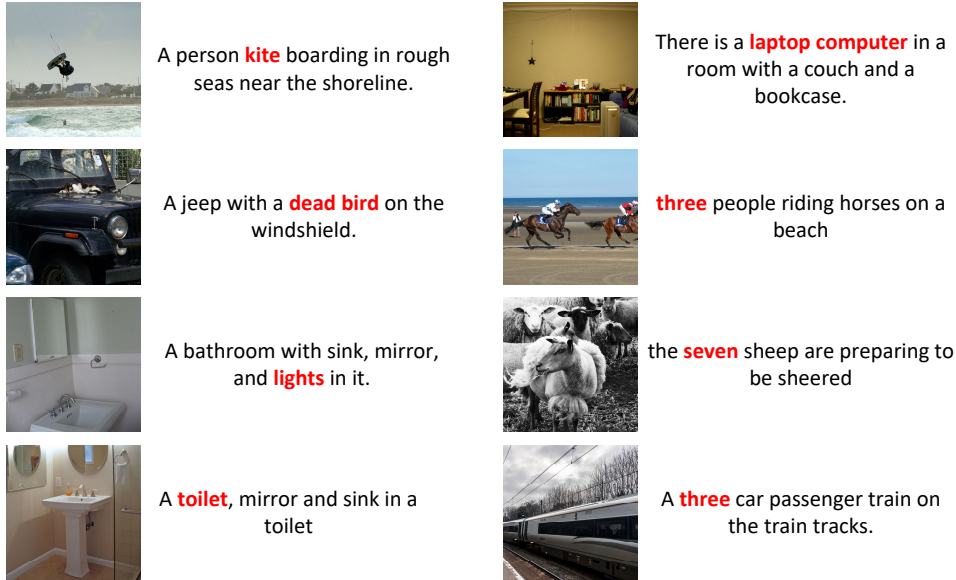 A person kite boarding in rough
seas near the shoreline.
There is a laptop computer in a
room with a couch and a
bookcase.
A jeep with a dead bird on the
windshield.
three people riding horses on a
beach
A bathroom with sink, mirror,
and lights in it.
the seven sheep are preparing to
be sheered
A toilet, mirror and sink in a
toilet
A three car passenger train on
the train tracks.